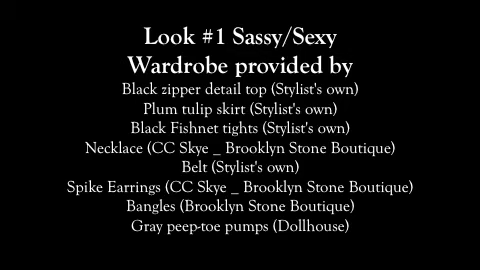 Look #1 Sassy/Sexy
Wardrobe provided by
Black zipper detail top (Stylist's own)
Plum tulip skirt (Stylist's own)
Black Fishnet tights (Stylist's own)
Necklace (CC Skye _ Brooklyn Stone Boutique)
Belt (Stylist's own)
Spike Earrings (CC Skye _ Brooklyn Stone Boutique)
Bangles (Brooklyn Stone Boutique)
Gray peep-toe pumps (Dollhouse)